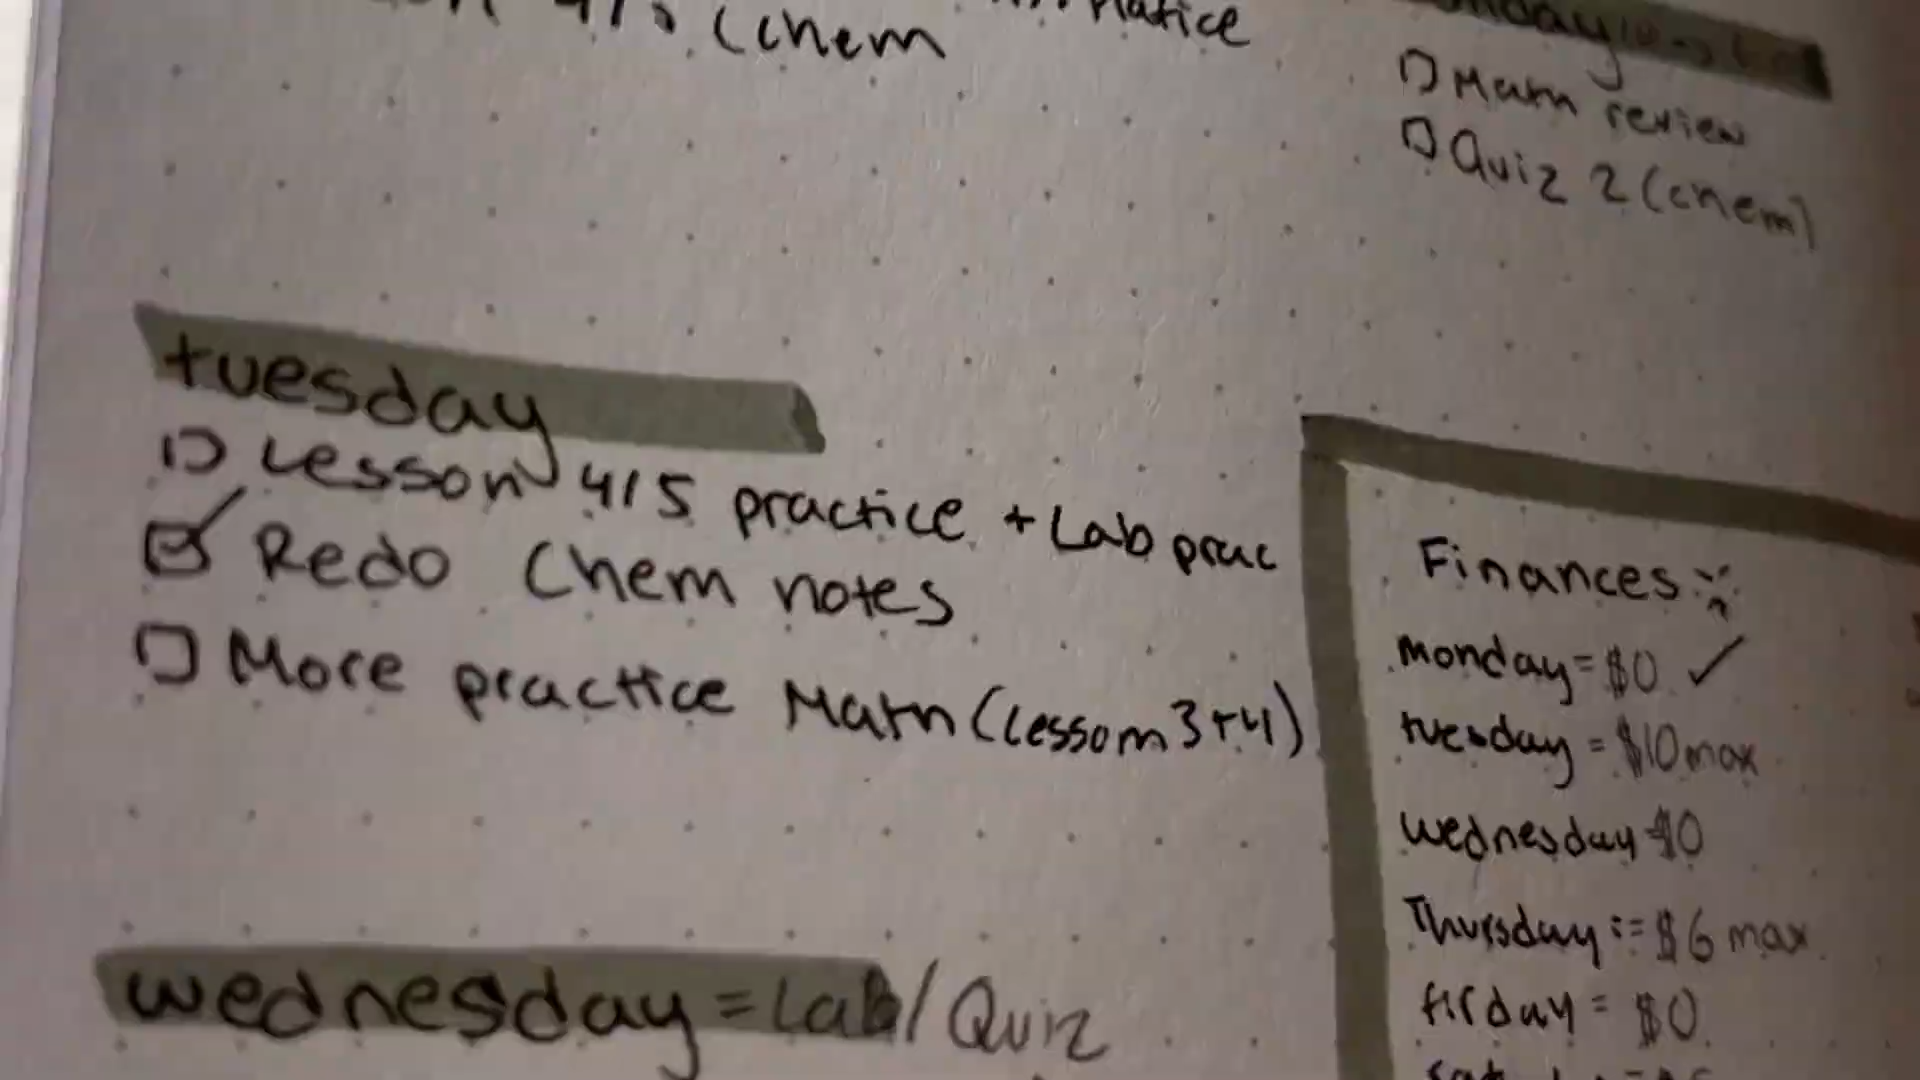 (Chem
Math review
Quiz 2 (chem)
tuesday
Lesson 4/5 practice + Lab prac
Redo Chem notes
More practice Math (lessom 3+4)
wednesday = Lab / Quiz
Finances
monday = $0 ✓
tuesday = $10 max
wednesday $0
Thursday := $6 max
firday = $0